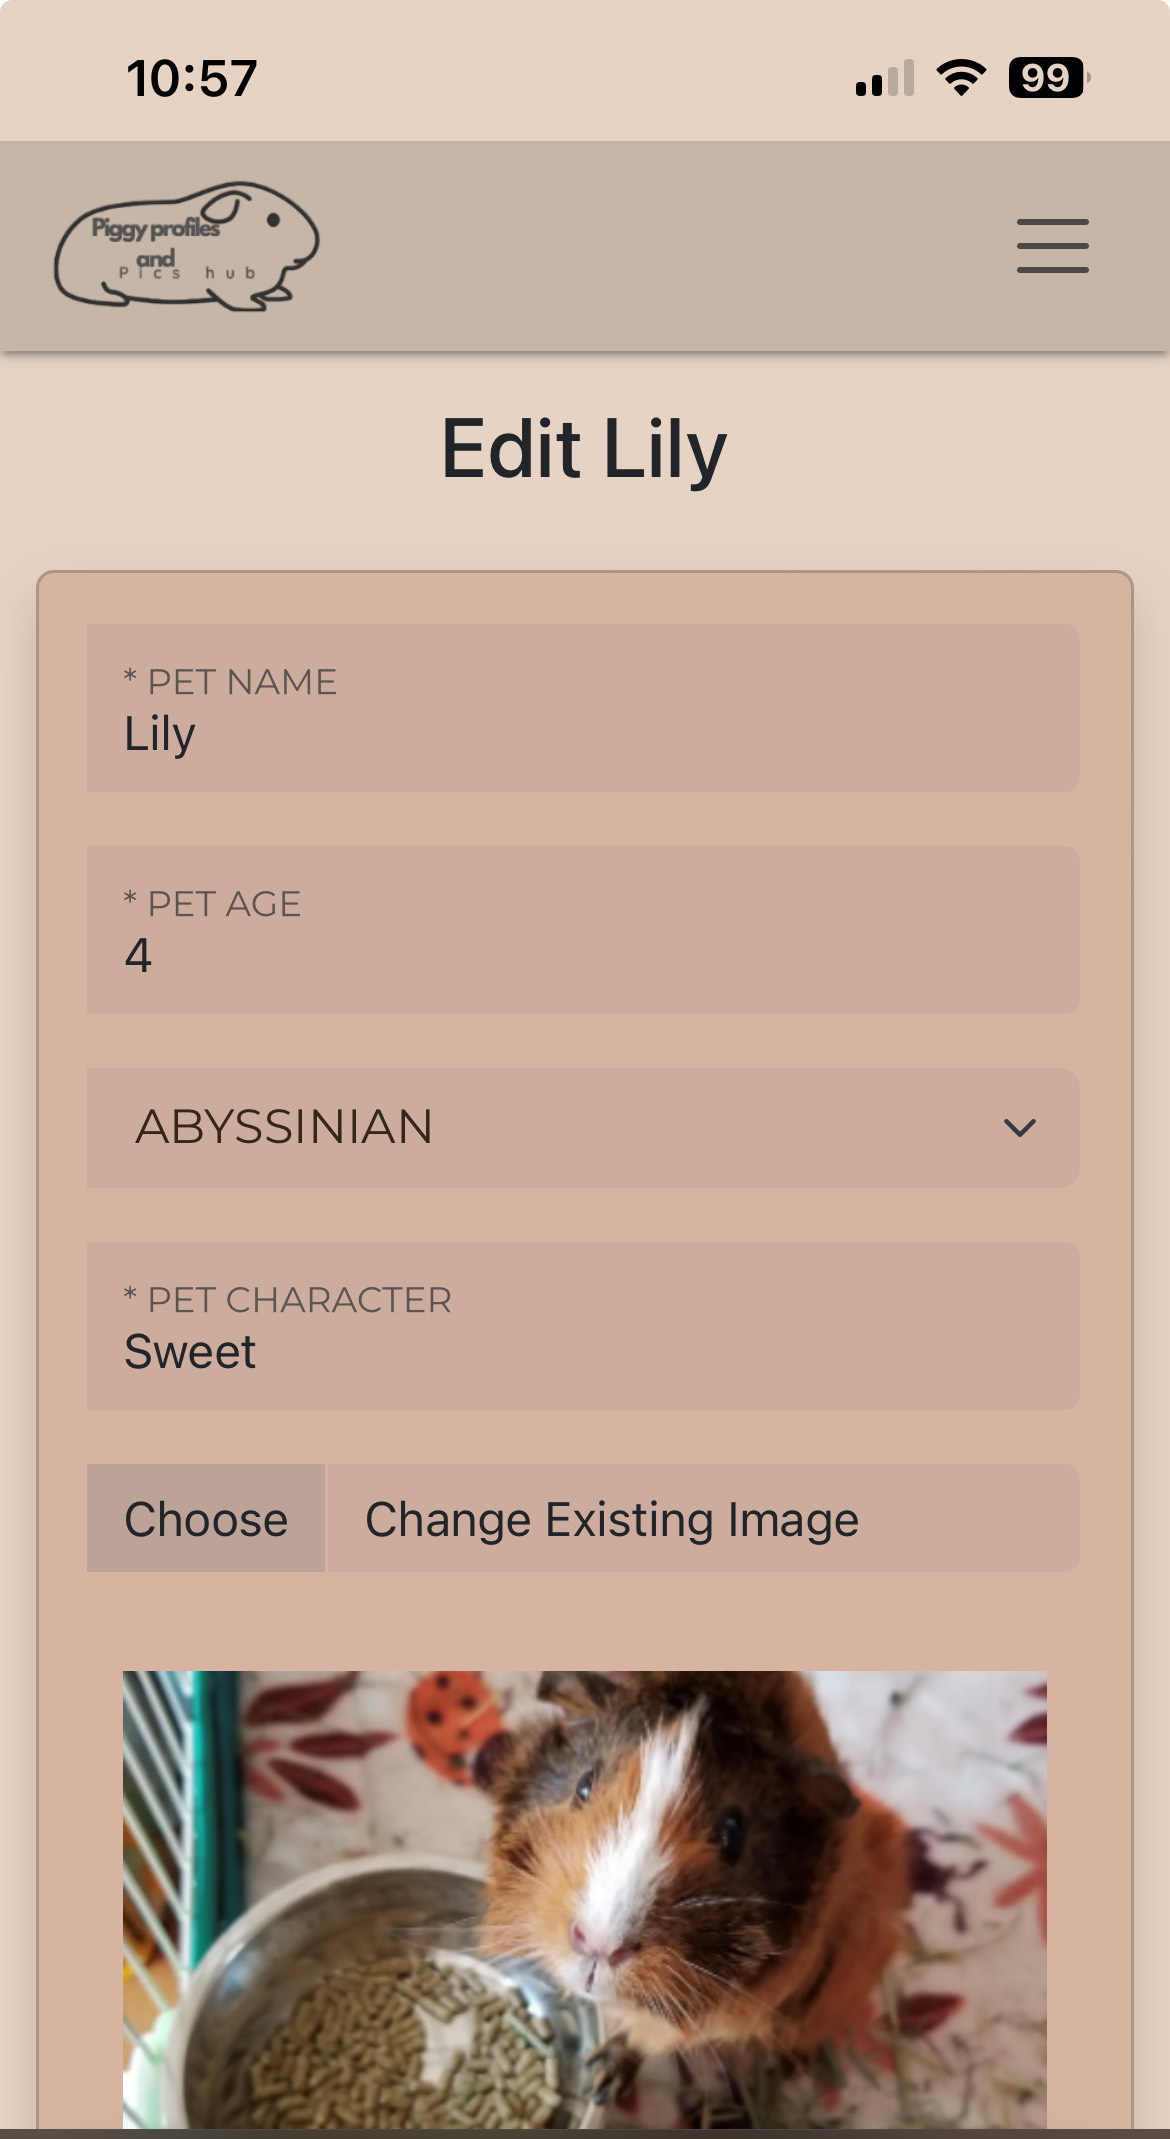 10:57
99
Piggy profiles
and
Pics hub
Edit Lily
* PET NAME
Lily
* PET AGE
4
ABYSSINIAN
* PET CHARACTER
Sweet
Choose Change Existing Image